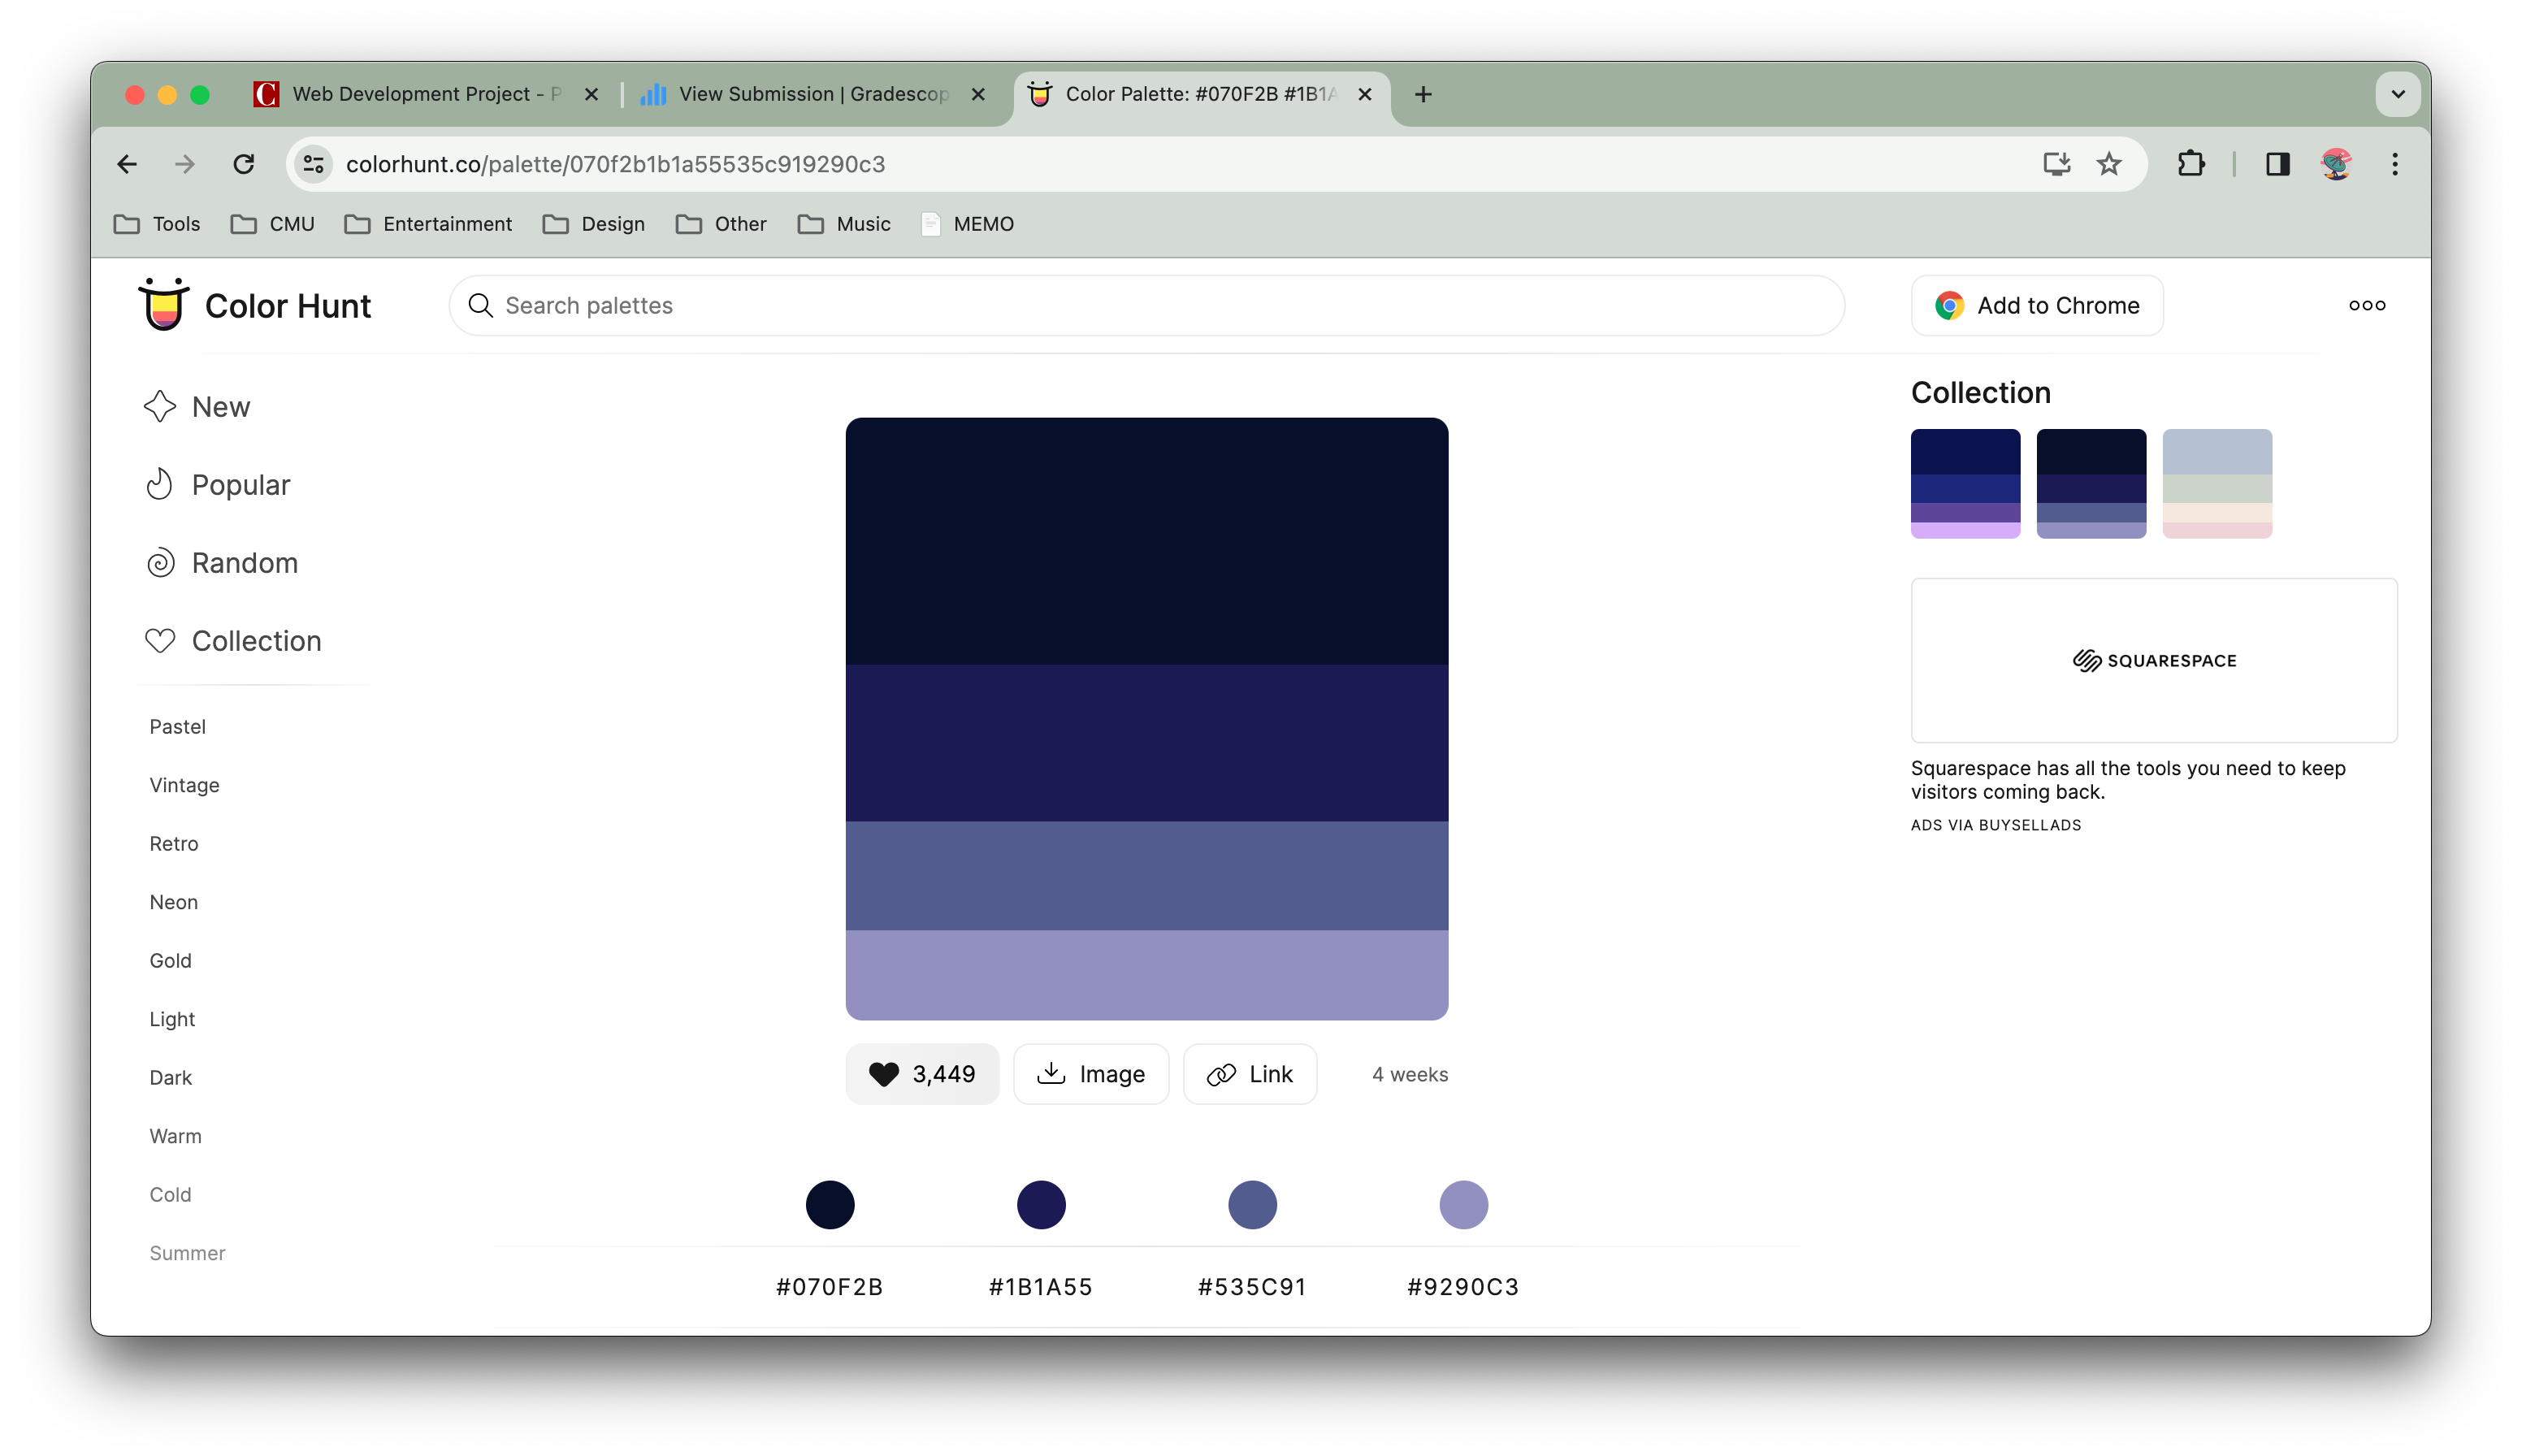 Web Development Project - P
View Submission | Gradescop
Color Palette: #070F2B #1B1A
colorhunt.co/palette/070f2b1b1a55535c919290c3
Tools CMU Entertainment Design Other Music MEMO
Color Hunt
Search palettes
Add to Chrome
New
Popular
Random
Collection
Pastel
Vintage
Retro
Neon
Gold
Light
Dark
Warm
Cold
Summer
3,449 Image Link 4 weeks
#070F2B #1B1A55 #535C91 #9290C3
Collection
SQUARESPACE
Squarespace has all the tools you need to keep
visitors coming back.
ADS VIA BUYSELLADS